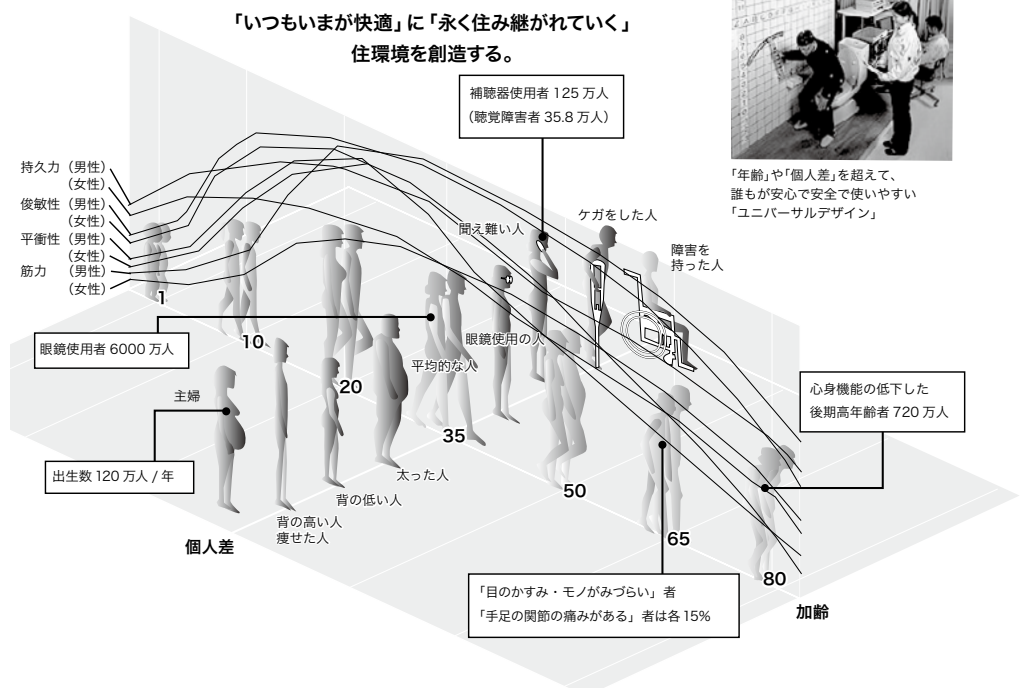 「いつもいまが快適」に「永く住み継がれていく」
住環境を創造する。
補聴器使用者 125 万人
（聴覚障害者 35.8 万人）
「年齢」や「個人差」を超えて、
誰もが安心で安全で使いやすい
「ユニバーサルデザイン」
持久力（男性）
（女性）
俊敏性（男性）
（女性）
平衡性（男性）
（女性）
筋力　（男性）
（女性）
聞え難い人
ケガをした人
障害を
持った人
1
10
20
35
50
65
80
眼鏡使用者 6000 万人
眼鏡使用の人
平均的な人
心身機能の低下した
後期高年齢者 720 万人
主婦
出生数 120 万人 / 年
太った人
背の低い人
背の高い人
痩せた人
個人差
「目のかすみ・モノがみづらい」者
「手足の関節の痛みがある」者は各 15%
加齢